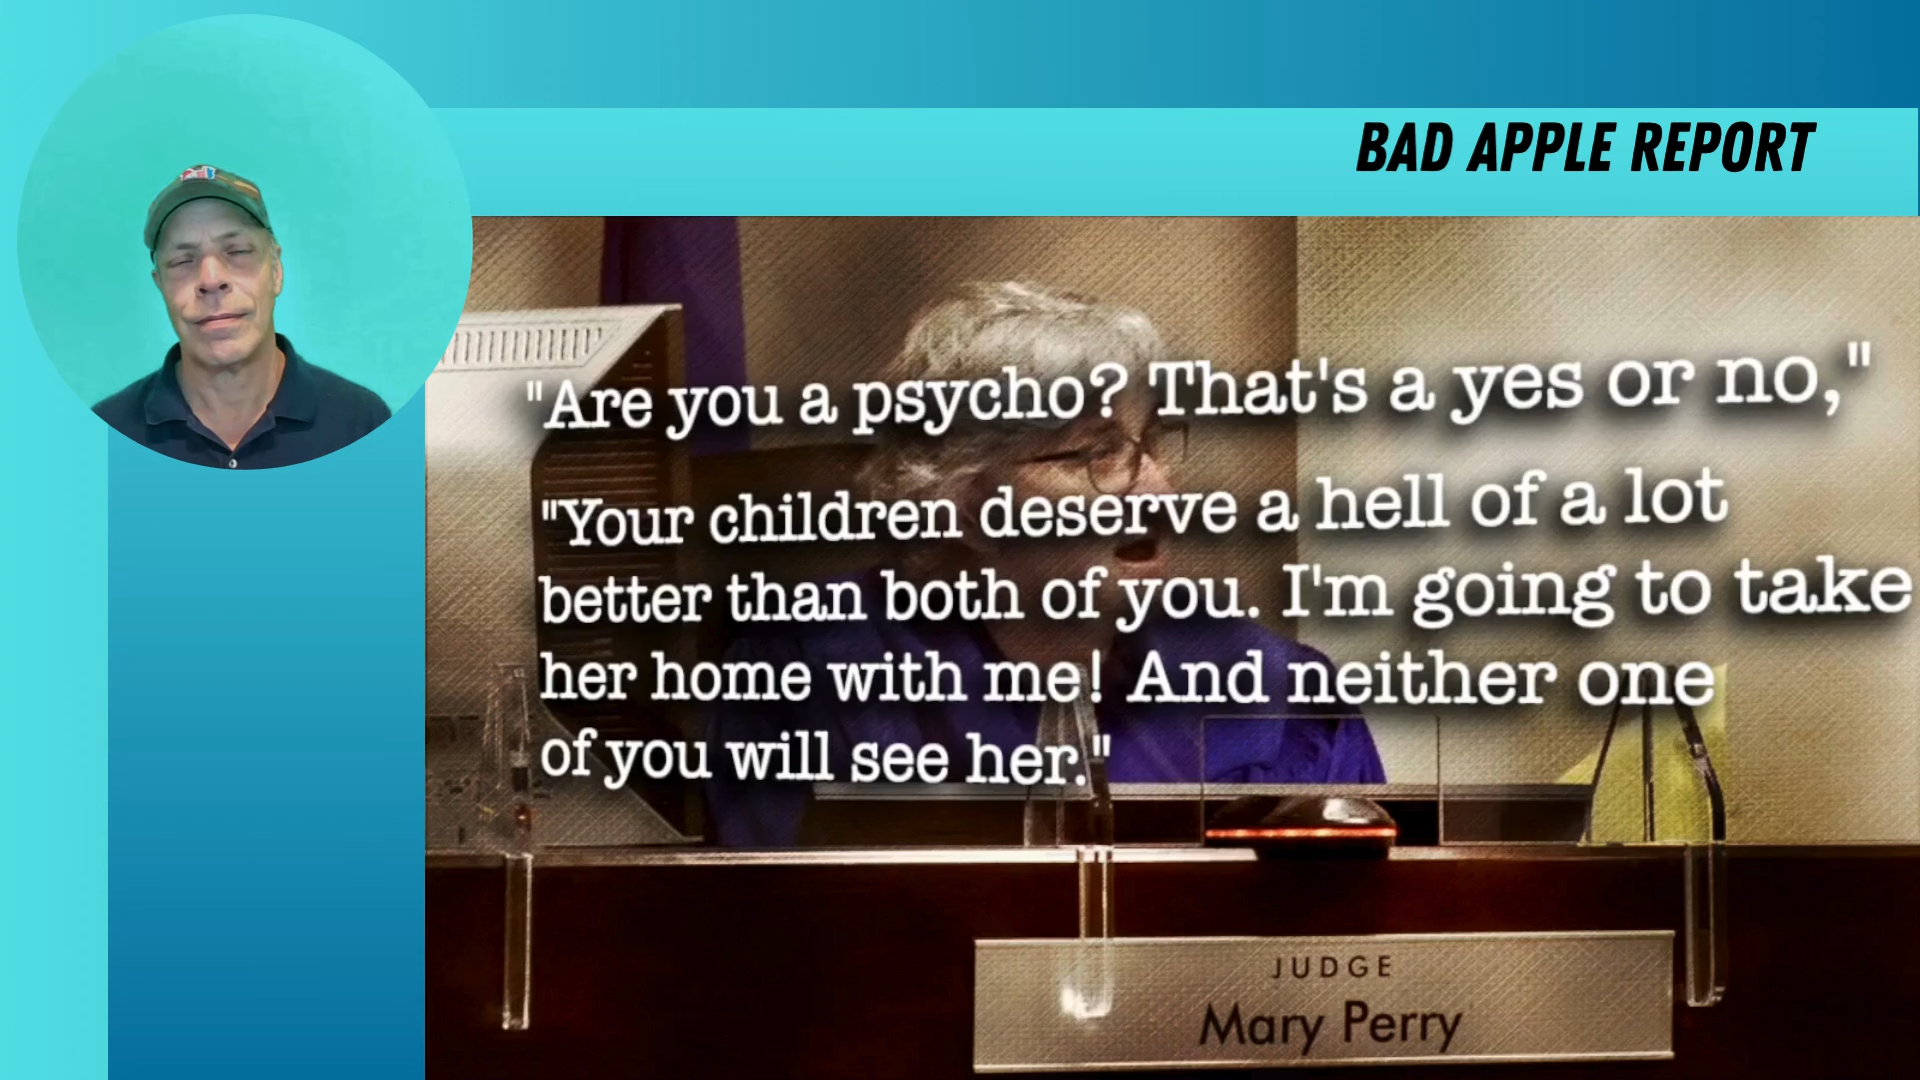 BAD APPLE REPORT
"Are you a psycho? That's a yes or no,"
"Your children deserve a hell of a lot
better than both of you. I'm going to take
her home with me! And neither one
of you will see her."
JUDGE
Mary Perry